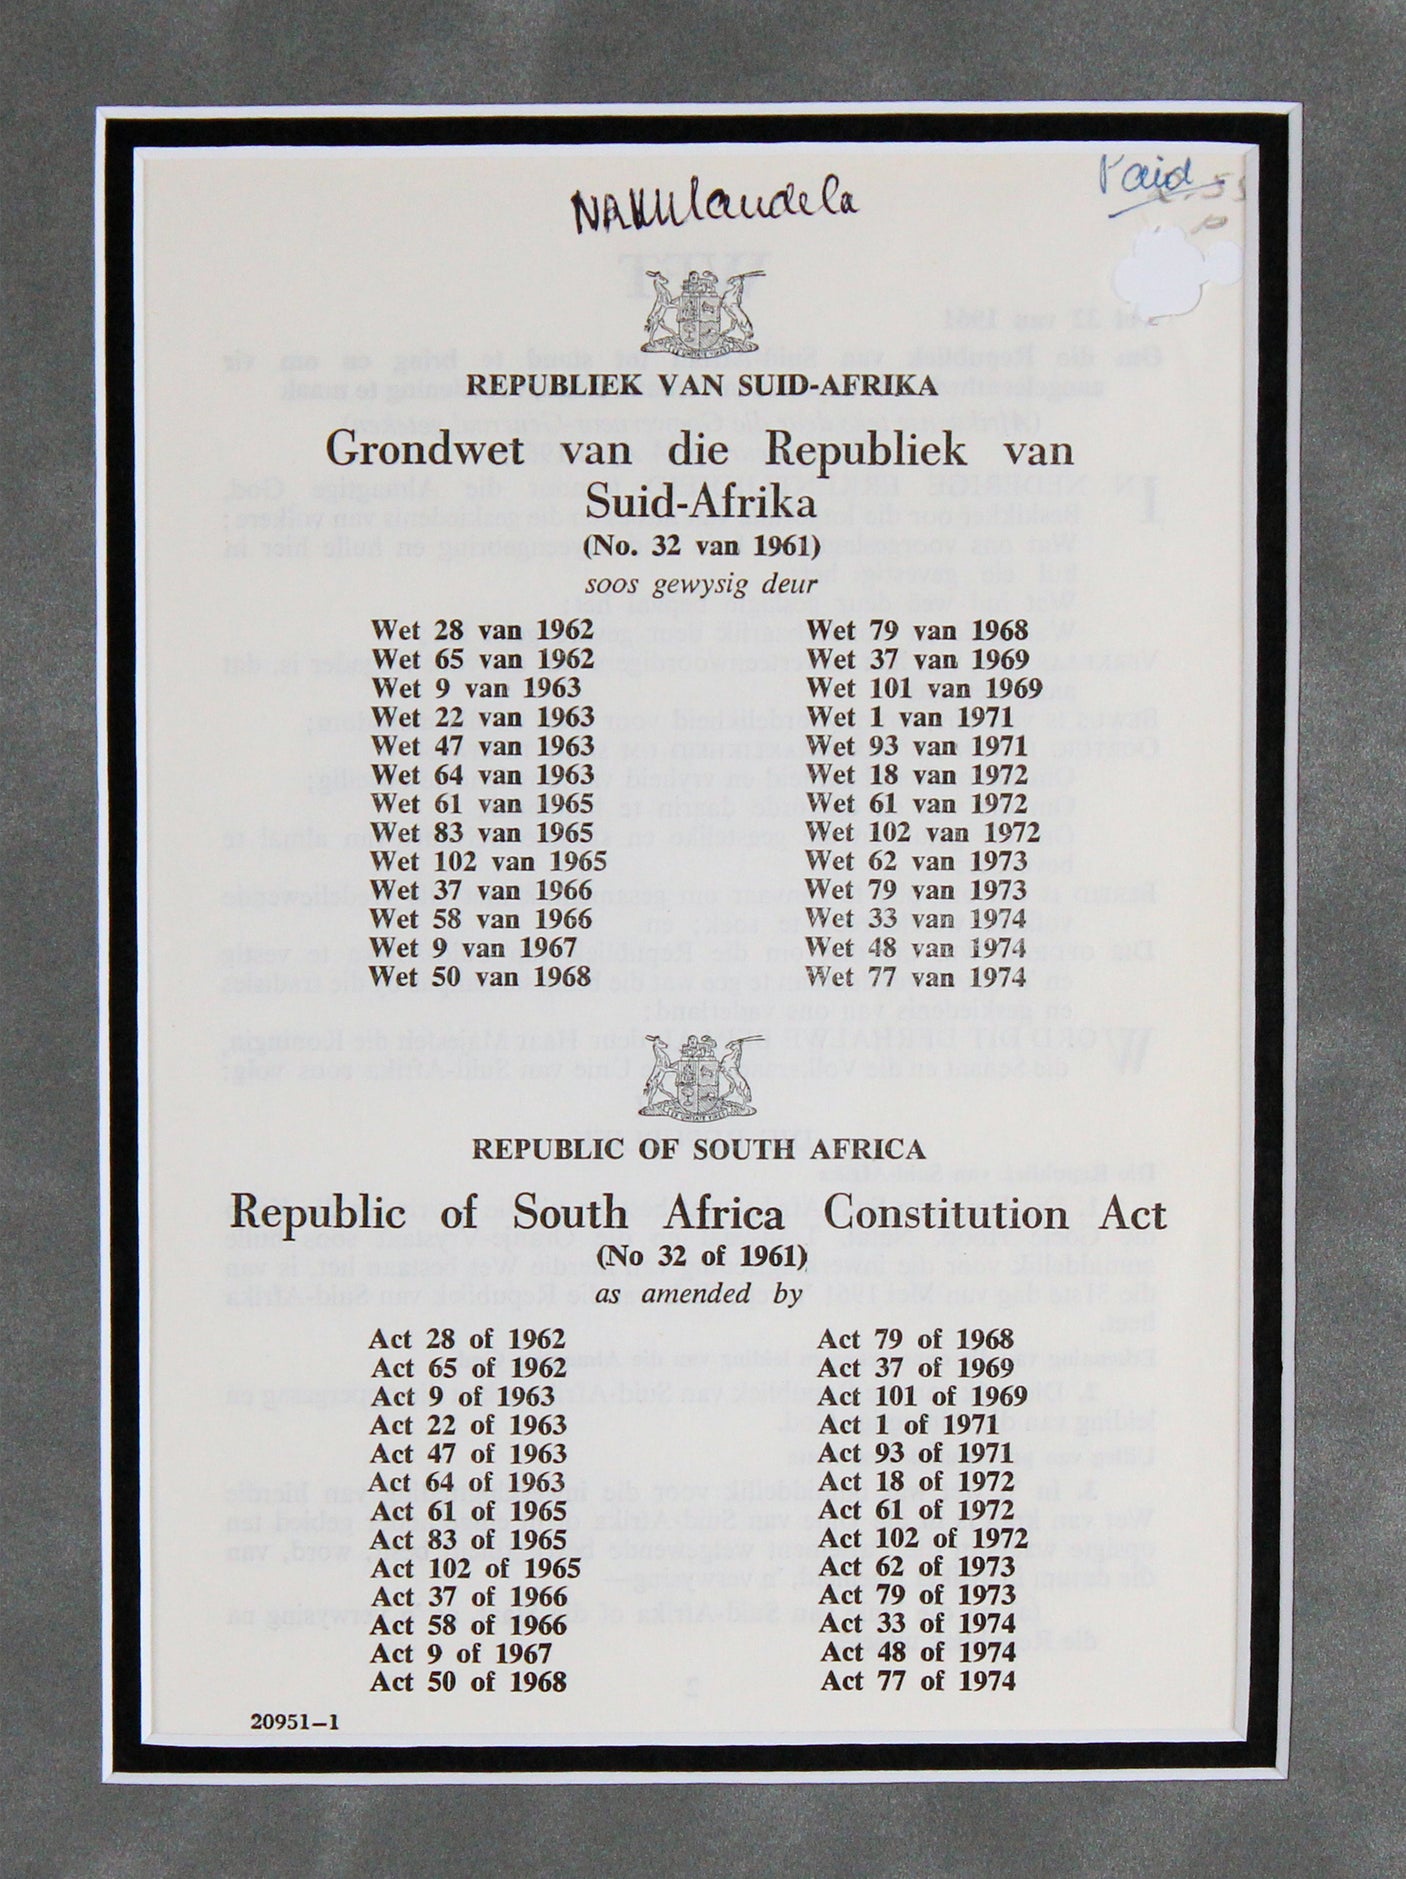 NRMandela
Paid
REPUBLIEK VAN SUID-AFRIKA
Grondwet van die Republiek van
Suid-Afrika
(No. 32 van 1961)
soos gewysig deur
Wet 28 van 1962
Wet 65 van 1962
Wet 9 van 1963
Wet 22 van 1963
Wet 47 van 1963
Wet 64 van 1963
Wet 61 van 1965
Wet 83 van 1965
Wet 102 van 1965
Wet 37 van 1966
Wet 58 van 1966
Wet 9 van 1967
Wet 50 van 1968
Wet 79 van 1968
Wet 37 van 1969
Wet 101 van 1969
Wet 1 van 1971
Wet 93 van 1971
Wet 18 van 1972
Wet 61 van 1972
Wet 102 van 1972
Wet 62 van 1973
Wet 79 van 1973
Wet 33 van 1974
Wet 48 van 1974
Wet 77 van 1974
REPUBLIC OF SOUTH AFRICA
Republic of South Africa Constitution Act
(No 32 of 1961)
as amended by
Act 28 of 1962
Act 65 of 1962
Act 9 of 1963
Act 22 of 1963
Act 47 of 1963
Act 64 of 1963
Act 61 of 1965
Act 83 of 1965
Act 102 of 1965
Act 37 of 1966
Act 58 of 1966
Act 9 of 1967
Act 50 of 1968
Act 79 of 1968
Act 37 of 1969
Act 101 of 1969
Act 1 of 1971
Act 93 of 1971
Act 18 of 1972
Act 61 of 1972
Act 102 of 1972
Act 62 of 1973
Act 79 of 1973
Act 33 of 1974
Act 48 of 1974
Act 77 of 1974
20951–1